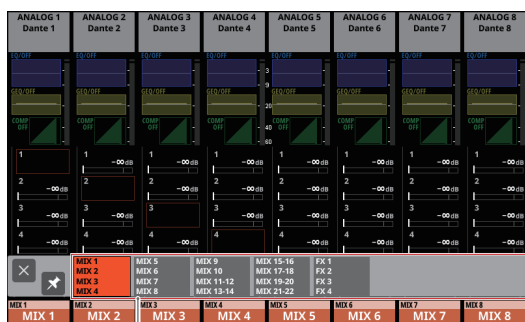 ANALOG 1 ANALOG 2 ANALOG 3 ANALOG 4 ANALOG 5 ANALOG 6 ANALOG 7 ANALOG 8
Dante 1 Dante 2 Dante 3 Dante 4 Dante 5 Dante 6 Dante 7 Dante 8
EQ/OFF EQ/OFF EQ/OFF EQ/OFF EQ/OFF EQ/OFF EQ/OFF EQ/OFF
3
9
GEQ/OFF GEQ/OFF GEQ/OFF GEQ/OFF GEQ/OFF GEQ/OFF GEQ/OFF GEQ/OFF
20
COMP COMP COMP COMP COMP COMP COMP COMP
OFF OFF OFF OFF OFF OFF OFF OFF
40
60
1 1 1 1 1 1 1 1
-∞dB -∞dB -∞dB -∞dB -∞dB -∞dB -∞dB
2 2 2 2 2 2 2 2
-∞dB -∞dB -∞dB -∞dB -∞dB -∞dB -∞dB
3 3 3 3 3 3 3 3
-∞dB -∞dB -∞dB -∞dB -∞dB -∞dB -∞dB
4 4 4 4 4 4 4 4
-∞dB -∞dB -∞dB -∞dB -∞dB -∞dB -∞dB
MIX 1 MIX 5 MIX 9 MIX 15-16 FX 1
MIX 2 MIX 6 MIX 10 MIX 17-18 FX 2
MIX 3 MIX 7 MIX 11-12 MIX 19-20 FX 3
MIX 4 MIX 8 MIX 13-14 MIX 21-22 FX 4
MIX 1 MIX 2 MIX 3 MIX 4 MIX 5 MIX 6 MIX 7 MIX 8
MIX 1 MIX 2 MIX 3 MIX 4 MIX 5 MIX 6 MIX 7 MIX 8